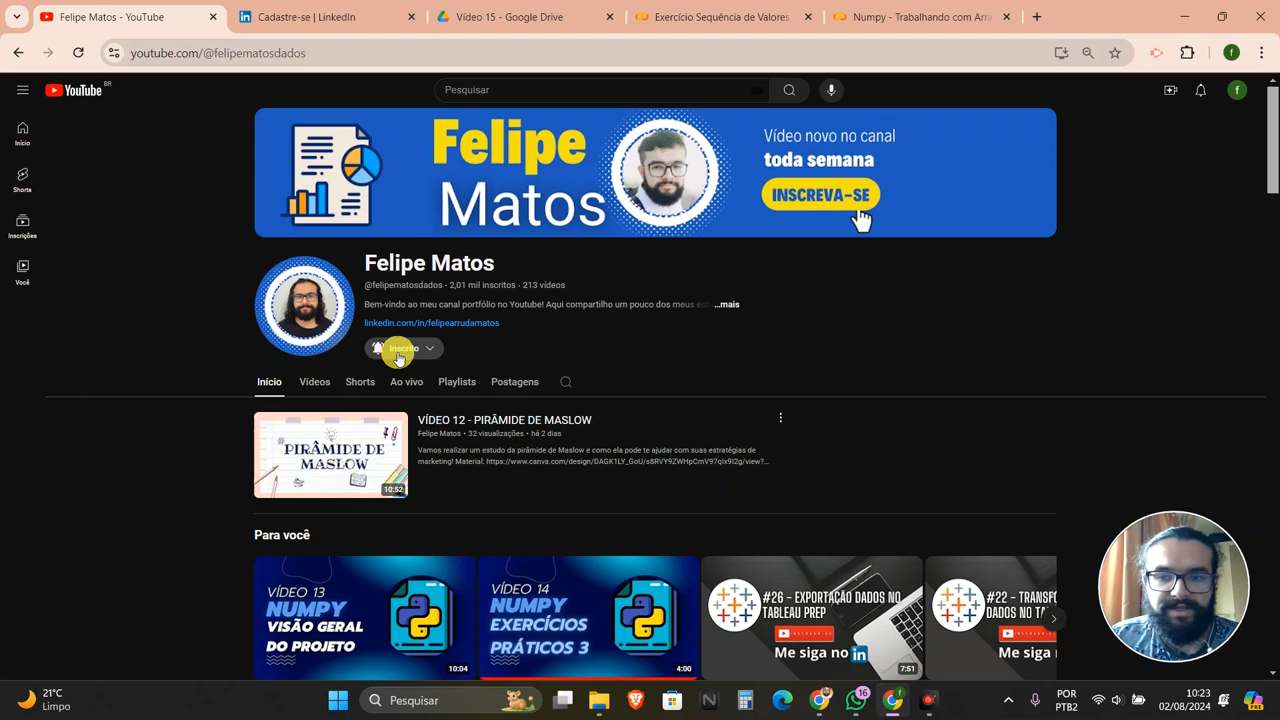 Felipe Matos - YouTube
Cadastre-se | LinkedIn
Vídeo 15 - Google Drive
Exercício Sequência de Valores
Numpy - Trabalhando com Arra
youtube.com/@felipematosdados
YouTube BR
Pesquisar
Início
Shorts
Inscrições
Você
Felipe
Matos
Vídeo novo no canal
toda semana
INSCREVA-SE
Felipe Matos
@felipematosdados · 2,01 mil inscritos · 213 vídeos
Bem-vindo ao meu canal portfólio no Youtube! Aqui compartilho um pouco dos meus est ...mais
linkedin.com/in/felipearrudamatos
Inscrito
Início Vídeos Shorts Ao vivo Playlists Postagens
PIRÂMIDE DE
MASLOW
10:52
VÍDEO 12 - PIRÂMIDE DE MASLOW
Felipe Matos · 32 visualizações · há 2 dias
Vamos realizar um estudo da pirâmide de Maslow e como ela pode te ajudar com suas estratégias de
marketing! Material: https://www.canva.com/design/DAGK1LY_GoU/s8RVY9ZWHpCmV97qIx9I2g/view?...
Para você
VÍDEO 13
NUMPY
VISÃO GERAL
DO PROJETO
10:04
VÍDEO 14
NUMPY
EXERCÍCIOS
PRÁTICOS 3
4:00
#26 - EXPORTAÇÃO DADOS NO
TABLEAU PREP
INSCREVA-SE
Me siga no in
7:51
#22 - TRANSFO
DADOS NO TAB
INSCREVA-SE
Me siga
21°C
Limpo
Pesquisar
16
POR
PTB2
10:23
02/08/2024